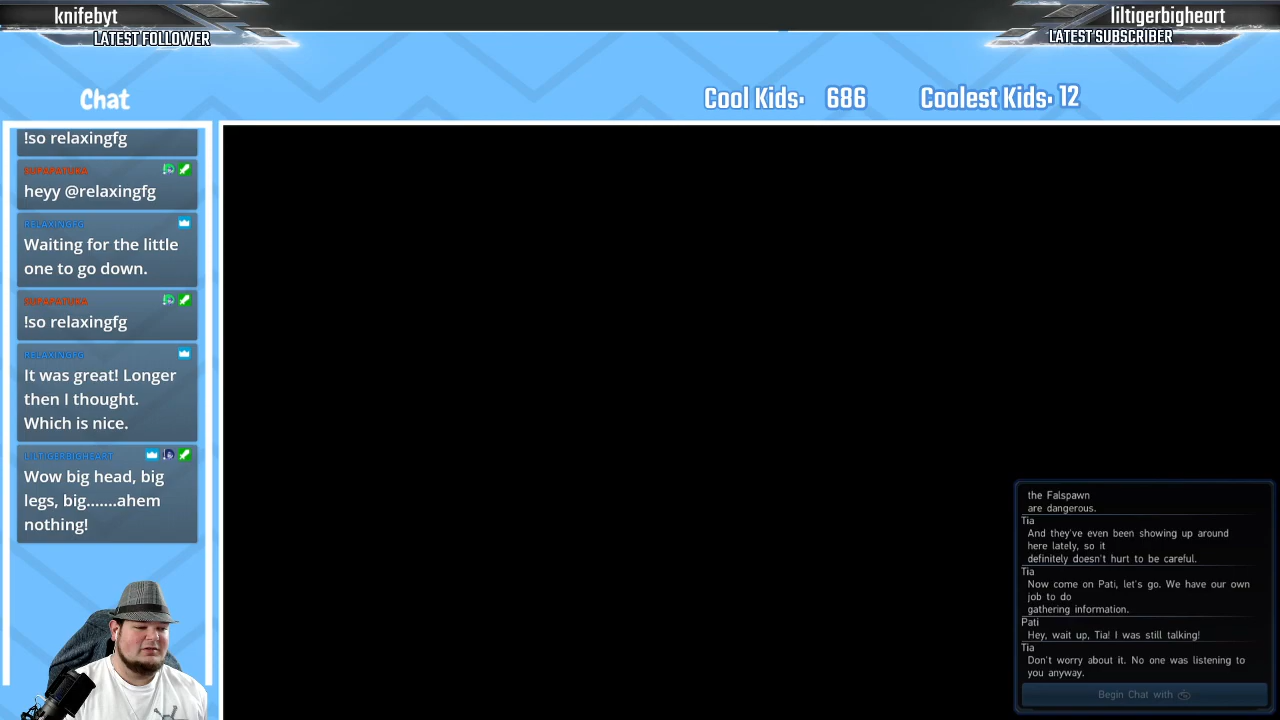 knifebyt
LATEST FOLLOWER
liltigerbigheart
LATEST SUBSCRIBER
Chat
Cool Kids: 686
Coolest Kids: 12
!so relaxingfg
SUPAFATUKA
heyy @relaxingfg
RELAXINGFG
Waiting for the little
one to go down.
SUPAFATUKA
!so relaxingfg
RELAXINGFG
It was great! Longer
then I thought.
Which is nice.
LILTIGERBIGHEART
Wow big head, big
legs, big.......ahem
nothing!
the Falspawn
are dangerous.
Tia
And they've even been showing up around
here lately, so it
definitely doesn't hurt to be careful.
Tia
Now come on Pati, let's go. We have our own
job to do
gathering information.
Pati
Hey, wait up, Tia! I was still talking!
Tia
Don't worry about it. No one was listening to
you anyway.
Begin Chat with